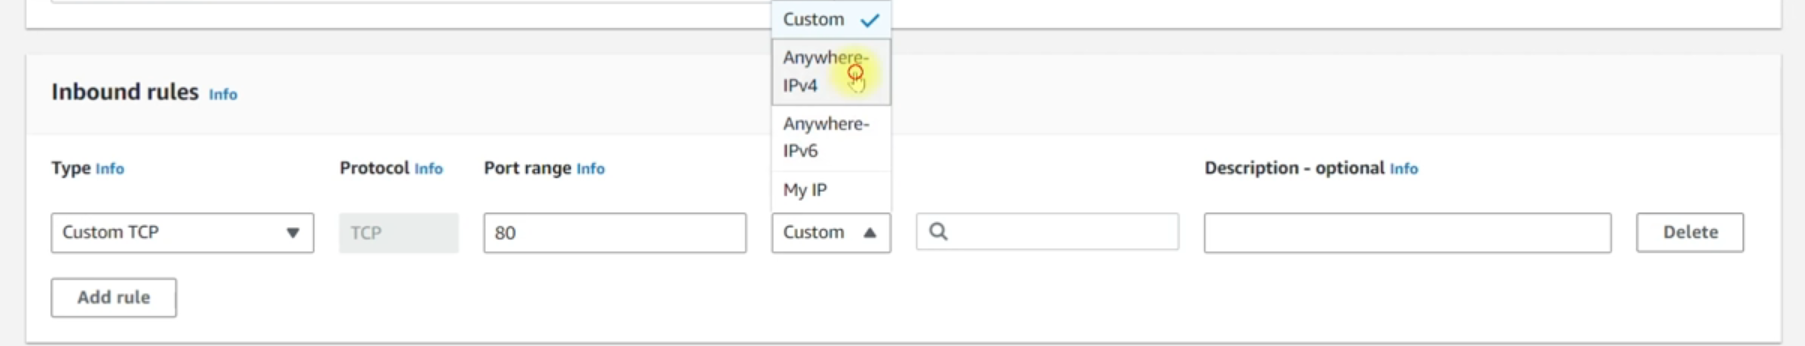 Custom
Anywhere-
IPv4
Anywhere-
IPv6
My IP
Inbound rules Info
Type Info Protocol Info Port range Info Description - optional Info
Custom TCP TCP 80 Custom Delete
Add rule